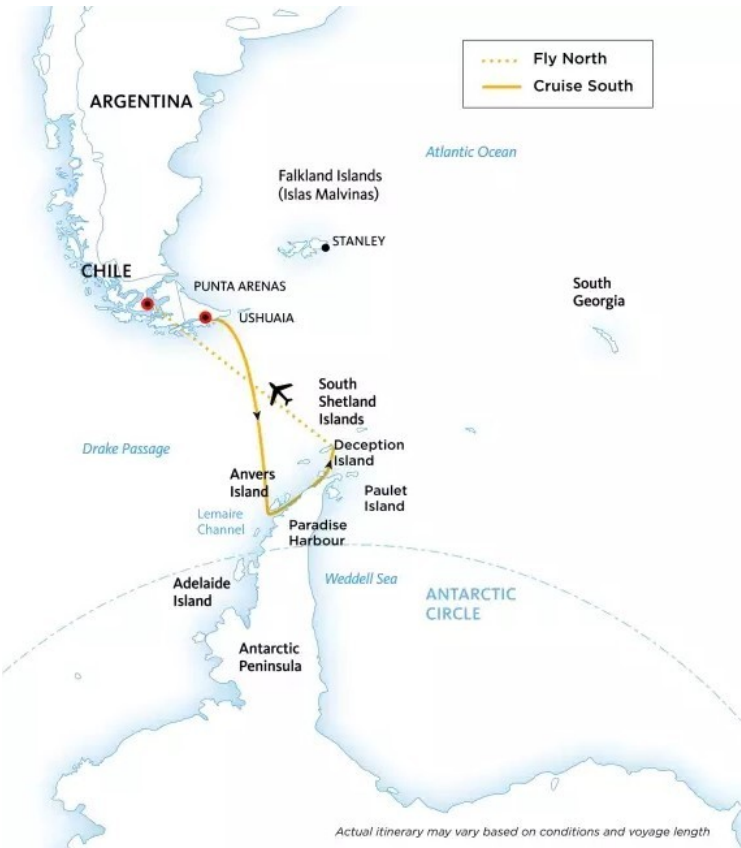 Fly North
Cruise South
ARGENTINA
Atlantic Ocean
Falkland Islands
(Islas Malvinas)
STANLEY
CHILE
PUNTA ARENAS
South
Georgia
USHUAIA
South
Shetland
Islands
Drake Passage
Deception
Island
Anvers
Island
Paulet
Island
Lemaire
Channel
Paradise
Harbour
Adelaide
Island
Weddell Sea
ANTARCTIC
CIRCLE
Antarctic
Peninsula
Actual itinerary may vary based on conditions and voyage length